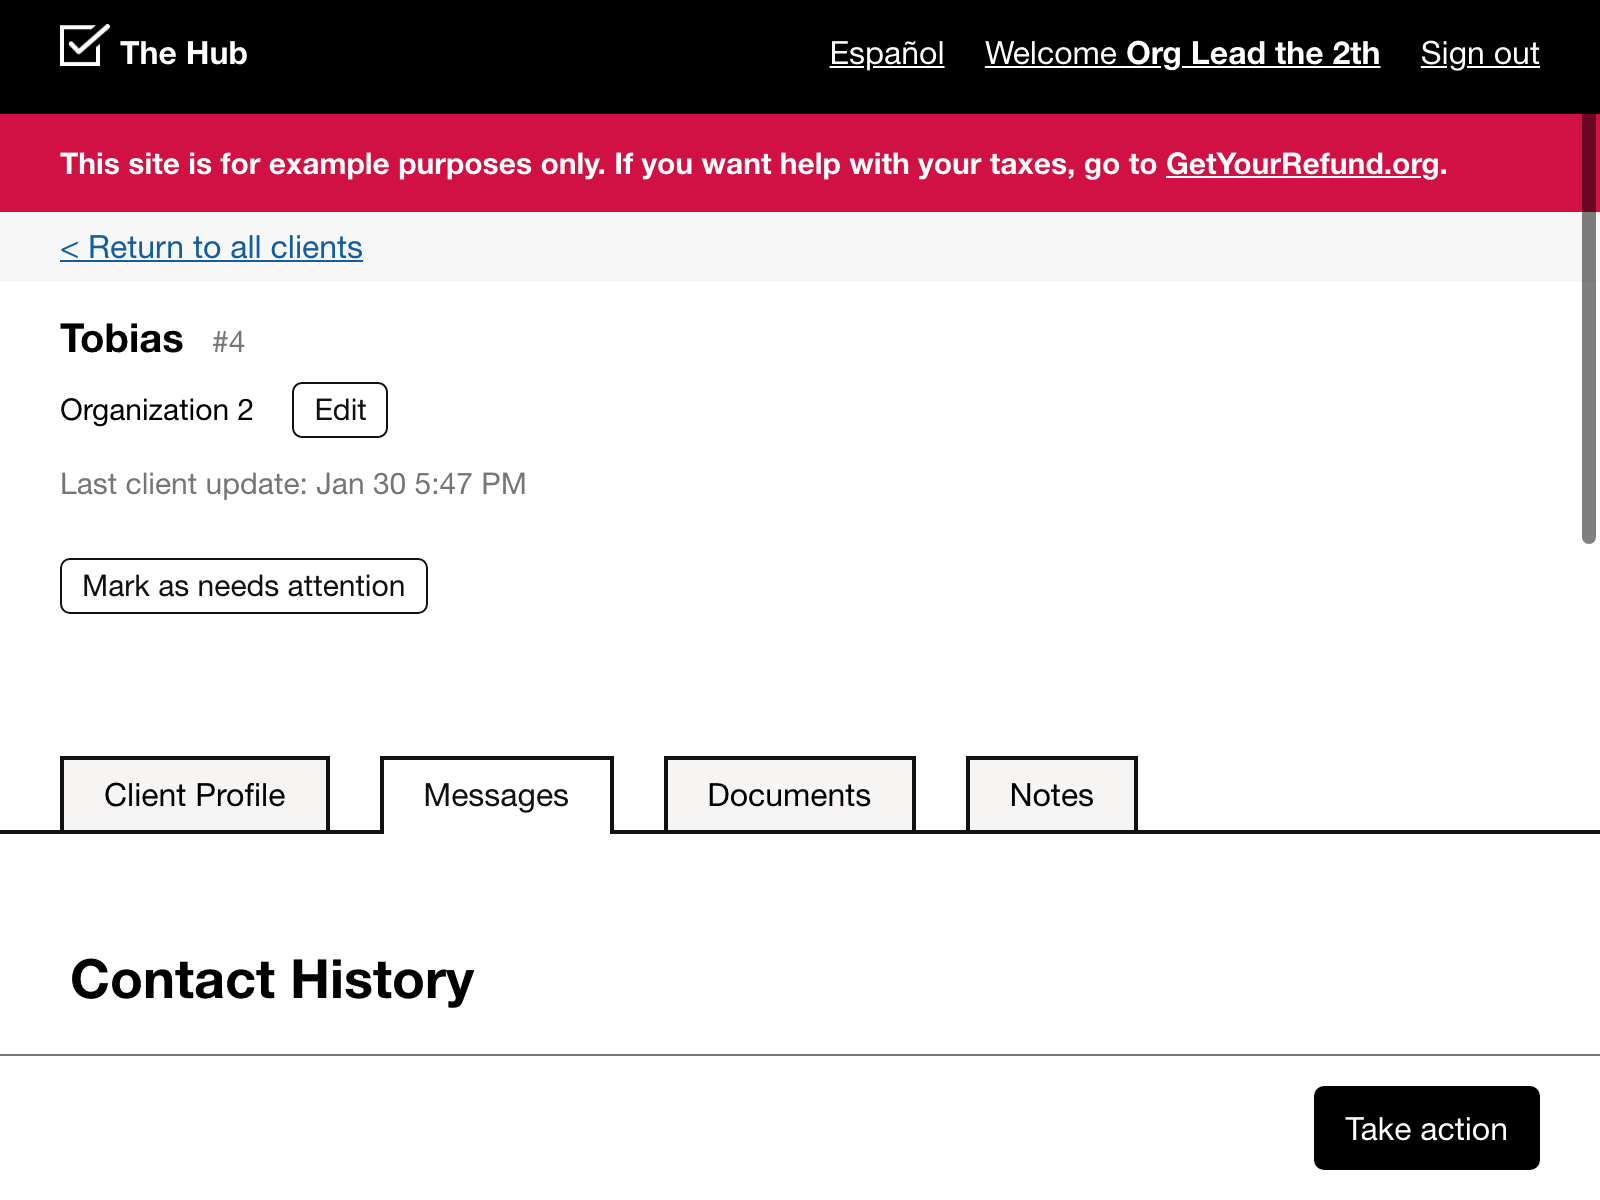 The Hub
Español Welcome Org Lead the 2th Sign out
This site is for example purposes only. If you want help with your taxes, go to GetYourRefund.org.
< Return to all clients
Tobias #4
Organization 2 Edit
Last client update: Jan 30 5:47 PM
Mark as needs attention
Client Profile Messages Documents Notes
Contact History
Take action